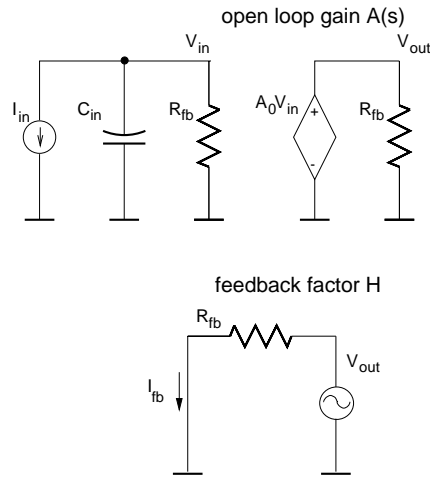 open loop gain A(s)
V_in
V_out
I_in
C_in
R_fb
A_0V_in
+
-
R_fb
feedback factor H
R_fb
I_fb
V_out